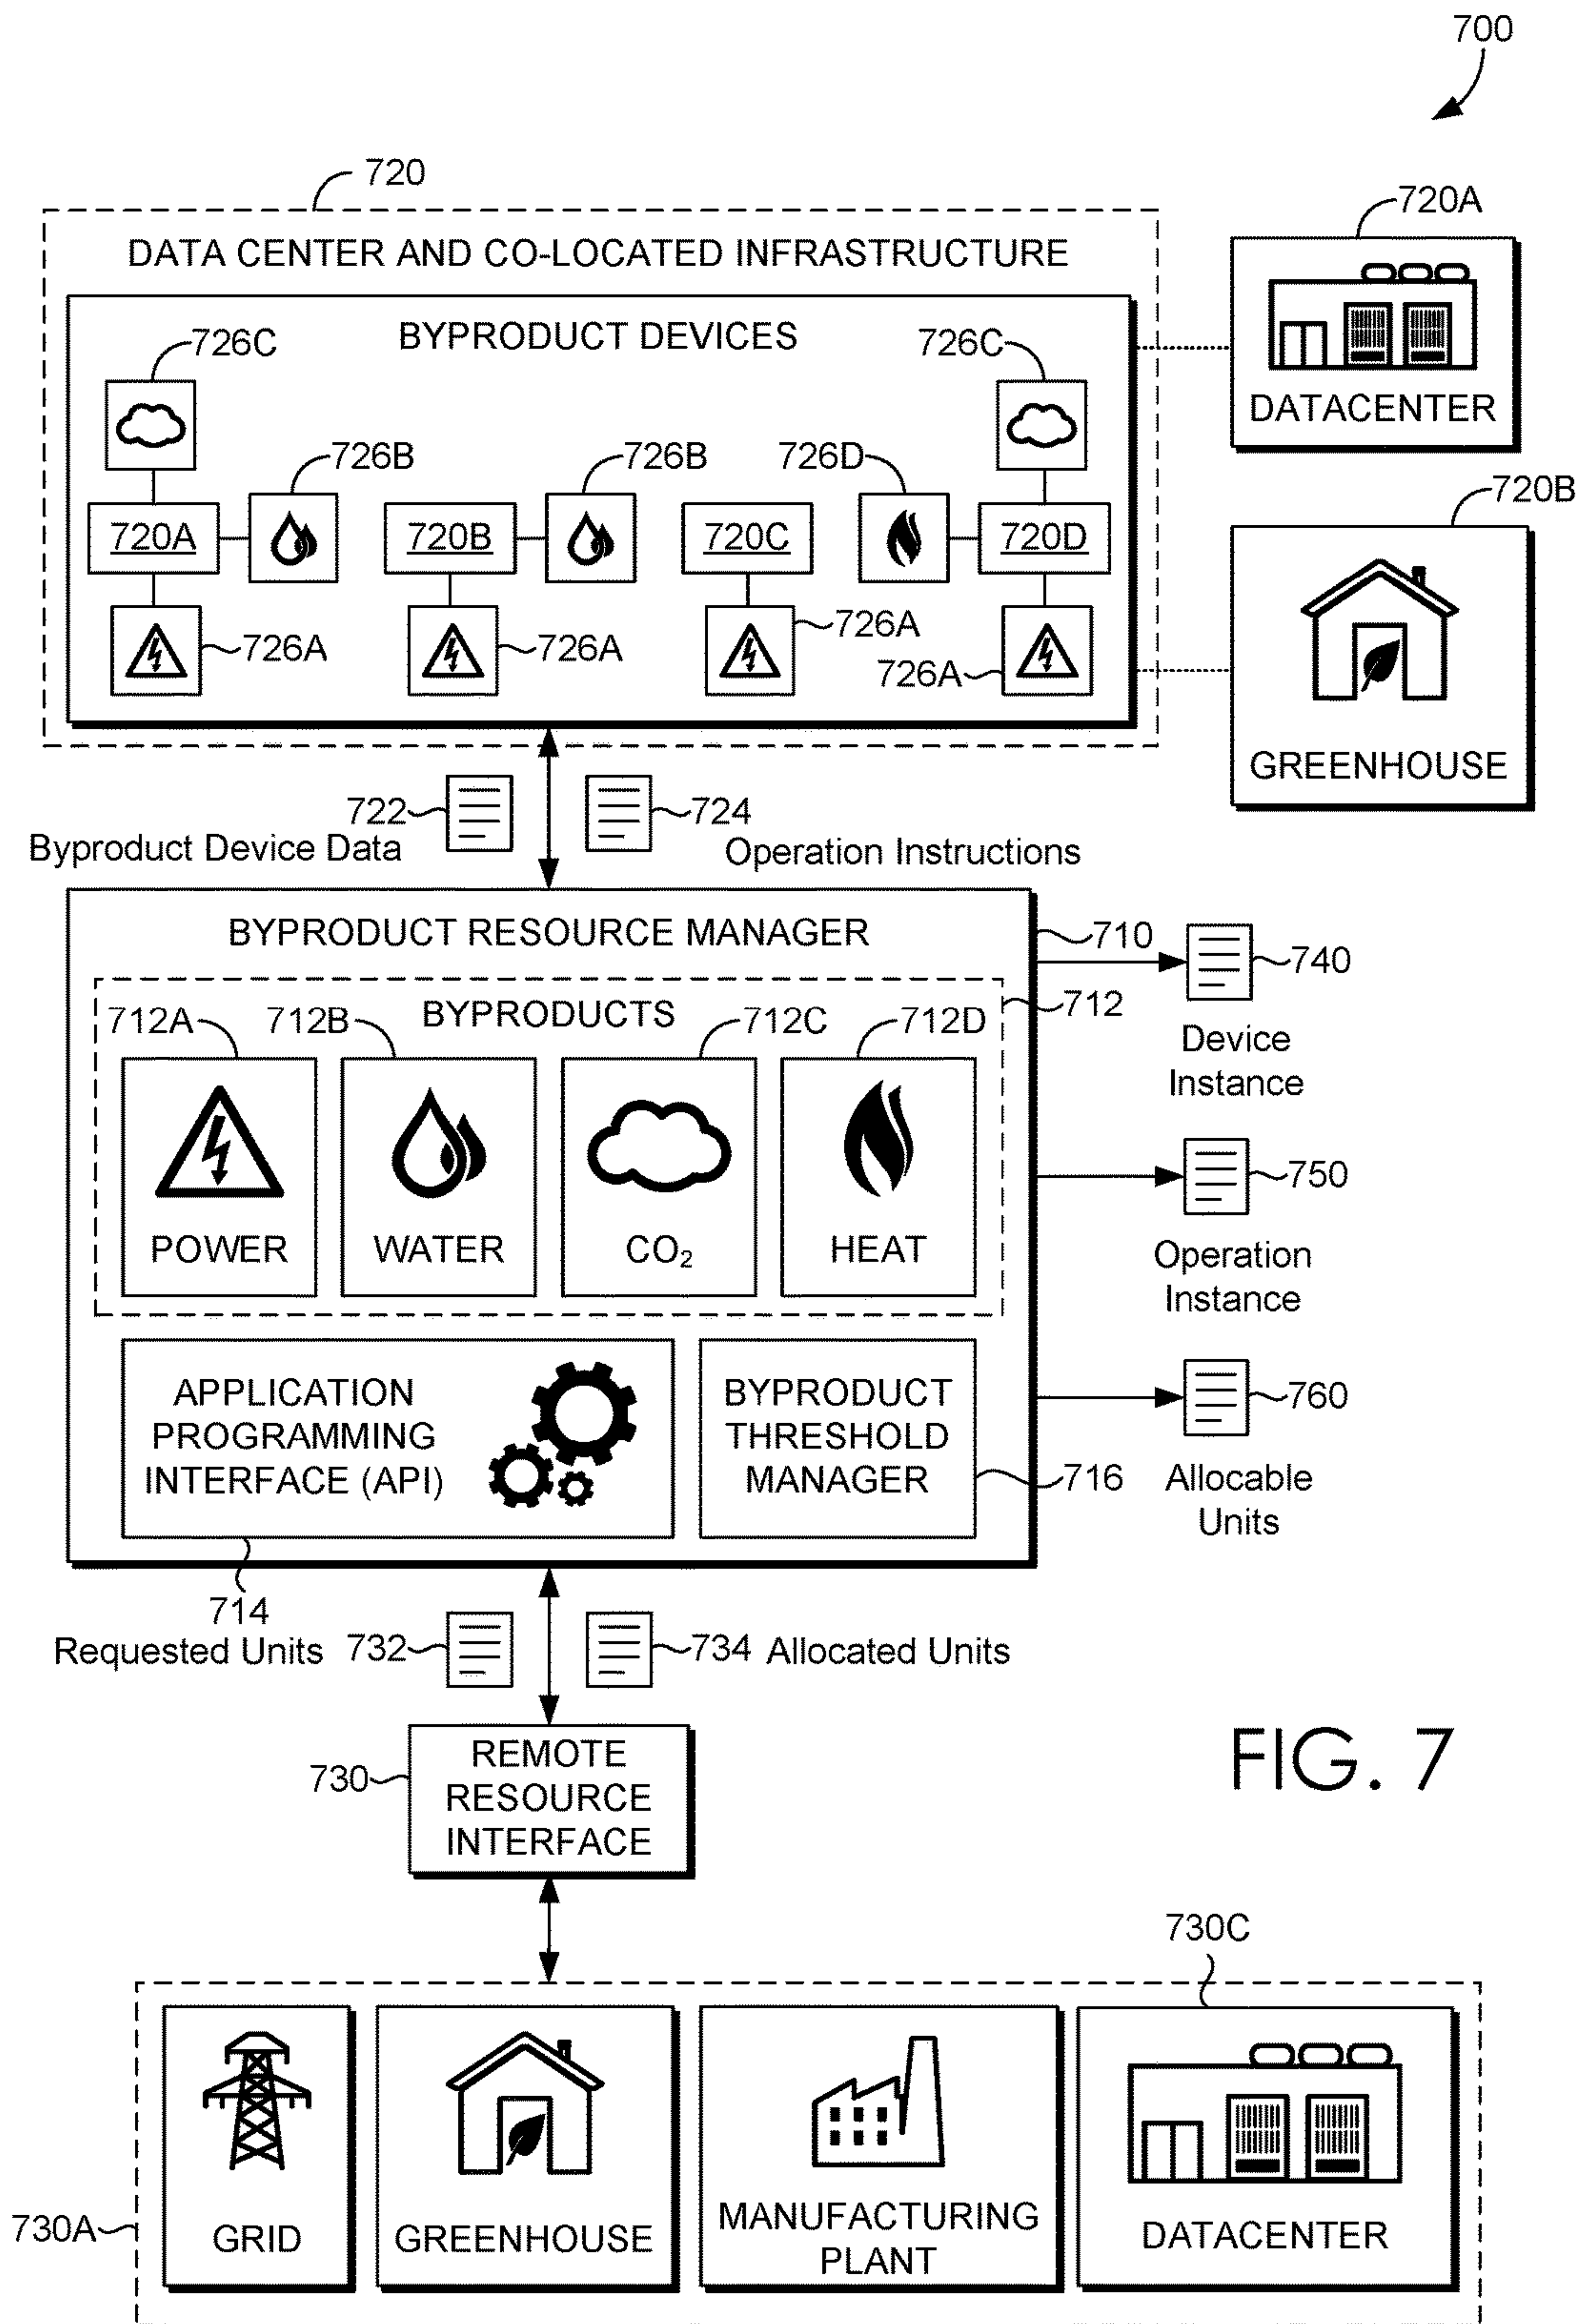 700
720
720A
DATA CENTER AND CO-LOCATED INFRASTRUCTURE
BYPRODUCT DEVICES
726C
726C
DATACENTER
726B
726B
726D
720B
720A
720B
720C
720D
726A
726A
726A
726A
GREENHOUSE
722
724
Byproduct Device Data
Operation Instructions
BYPRODUCT RESOURCE MANAGER
710
740
BYPRODUCTS
712
712A
712B
712C
712D
Device
Instance
POWER
WATER
CO₂
HEAT
750
Operation
Instance
APPLICATION
PROGRAMMING
INTERFACE (API)
BYPRODUCT
THRESHOLD
MANAGER
760
716
Allocable
Units
714
Requested Units
732
734
Allocated Units
730
REMOTE
RESOURCE
INTERFACE
FIG. 7
730C
730A
GRID
GREENHOUSE
MANUFACTURING
PLANT
DATACENTER